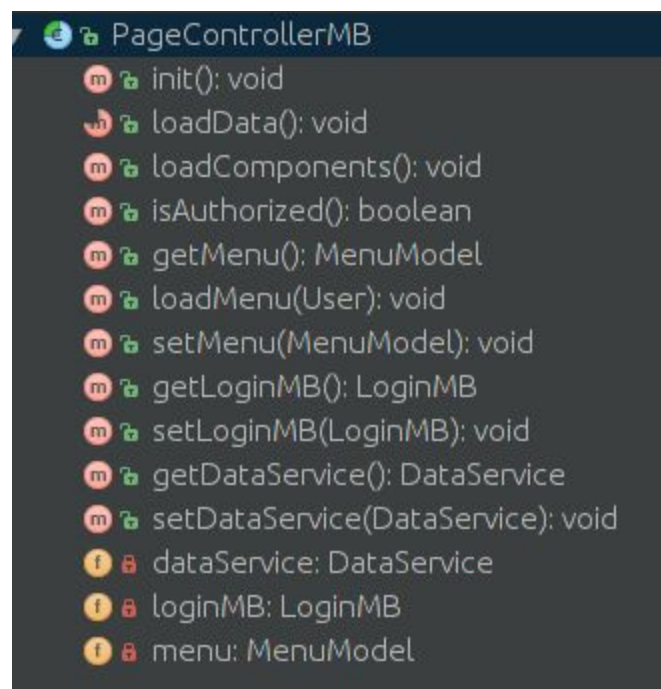 PageControllerMB
init(): void
loadData(): void
loadComponents(): void
isAuthorized(): boolean
getMenu(): MenuModel
loadMenu(User): void
setMenu(MenuModel): void
getLoginMB(): LoginMB
setLoginMB(LoginMB): void
getDataService(): DataService
setDataService(DataService): void
dataService: DataService
loginMB: LoginMB
menu: MenuModel